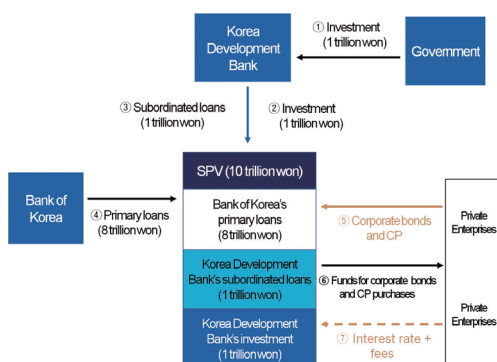 ① Investment
(1 trillion won)
Korea
Development
Bank
Government
③ Subordinated loans
(1 trillion won)
② Investment
(1 trillion won)
SPV (10 trillion won)
Bank of
Korea
④ Primary loans
(8 trillion won)
Bank of Korea's
primary loans
(8 trillion won)
⑤ Corporate bonds
and CP
Private
Enterprises
Korea Development
Bank's subordinated loans
(1 trillion won)
⑥ Funds for corporate bonds
and CP purchases
Korea Development
Bank's investment
(1 trillion won)
⑦ Interest rate +
fees
Private
Enterprises